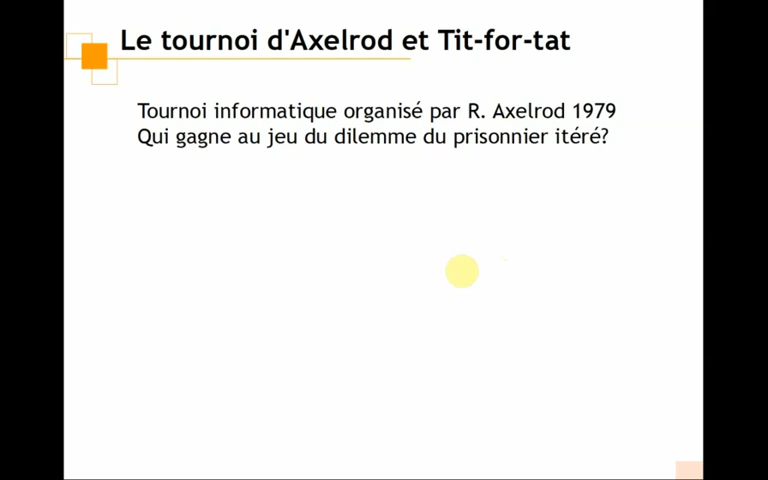 Le tournoi d'Axelrod et Tit-for-tat
Tournoi informatique organisé par R. Axelrod 1979
Qui gagne au jeu du dilemme du prisonnier itéré?